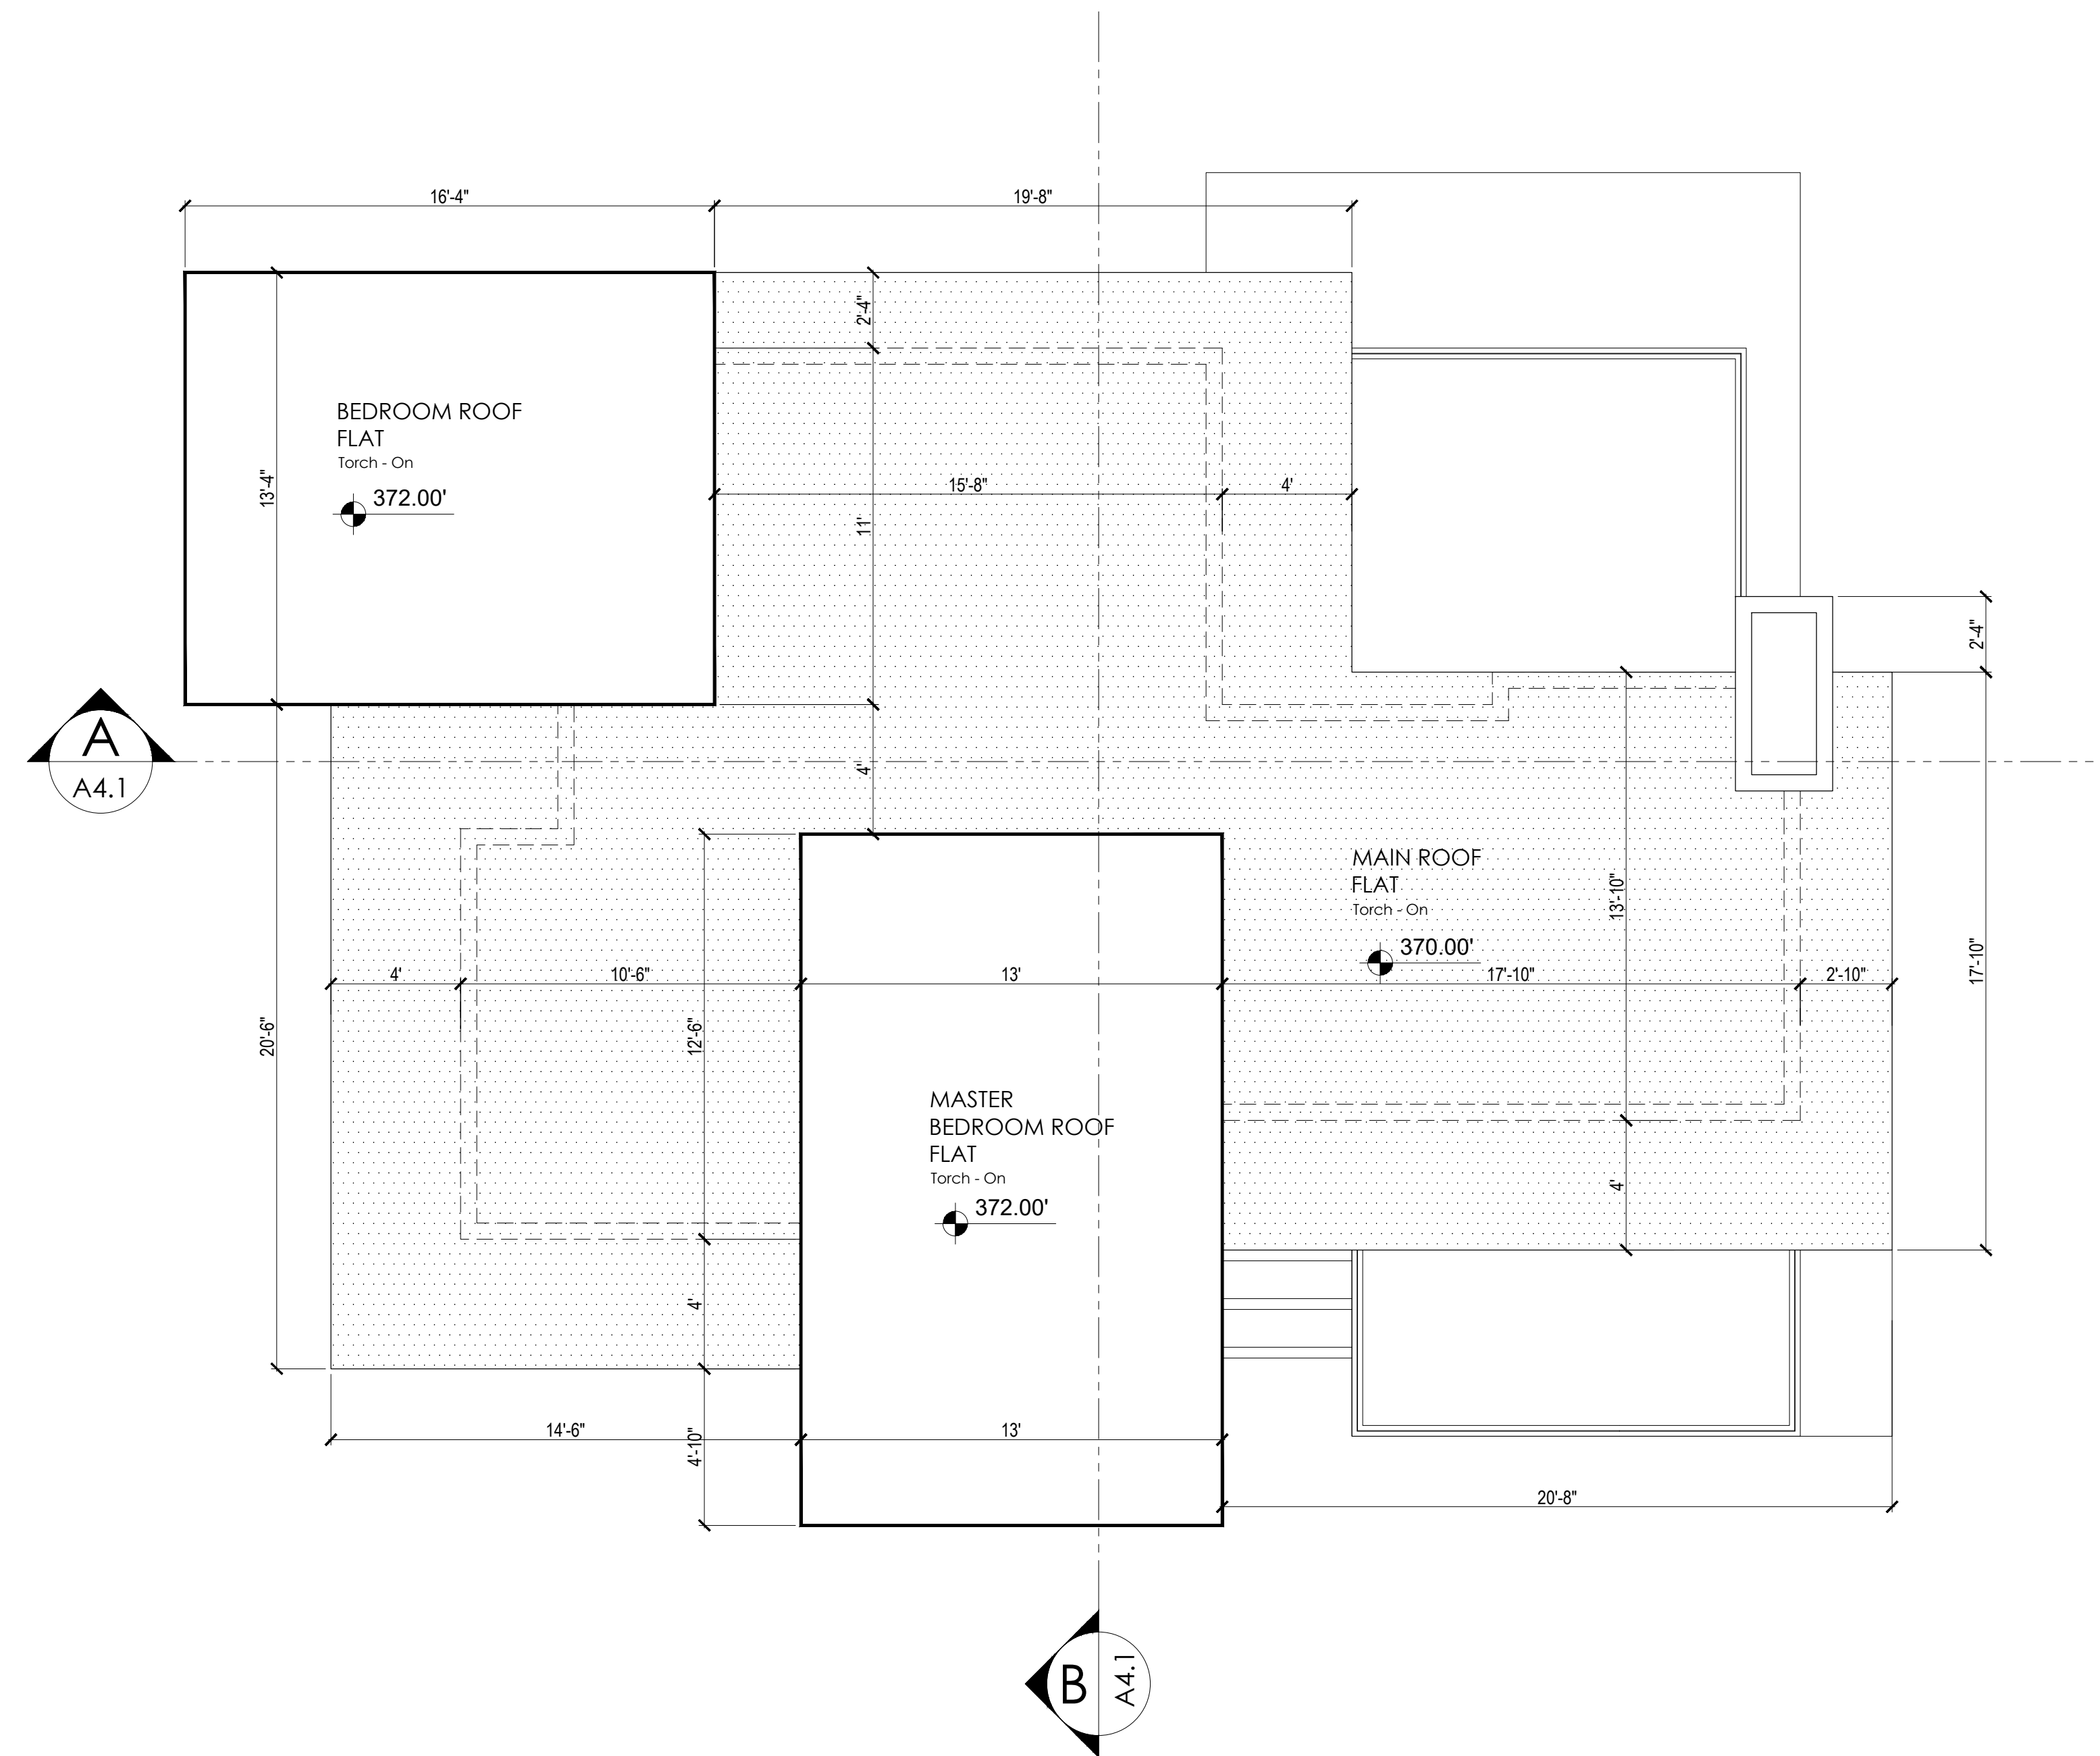 16'-4"
19'-8"
2'-4"
BEDROOM ROOF
FLAT
Torch - On
372.00'
13'-4"
15'-8"
4'
11'
2'-4"
A
A4.1
4'
MAIN ROOF
FLAT
Torch - On
370.00'
13'-10"
17'-10"
4'
10'-6"
13'
17'-10"
2'-10"
20'-6"
12'-6"
MASTER
BEDROOM ROOF
FLAT
Torch - On
372.00'
4'
4'
14'-6"
4'-10"
13'
20'-8"
B
A4.1